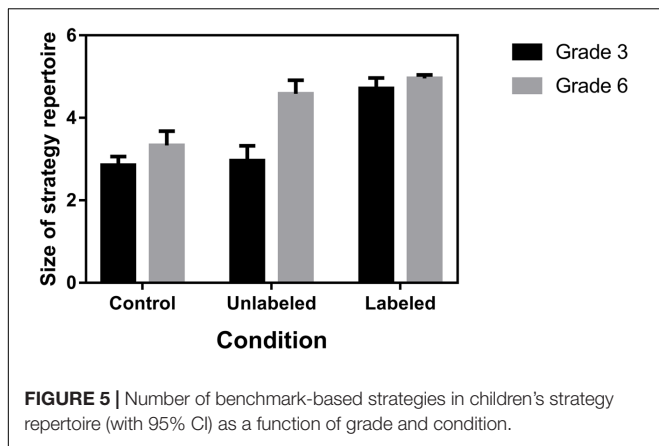 6
4
2
0
Size of strategy repertoire
Control
Unlabeled
Labeled
Condition
Grade 3
Grade 6
FIGURE 5 | Number of benchmark-based strategies in children’s strategy
repertoire (with 95% CI) as a function of grade and condition.